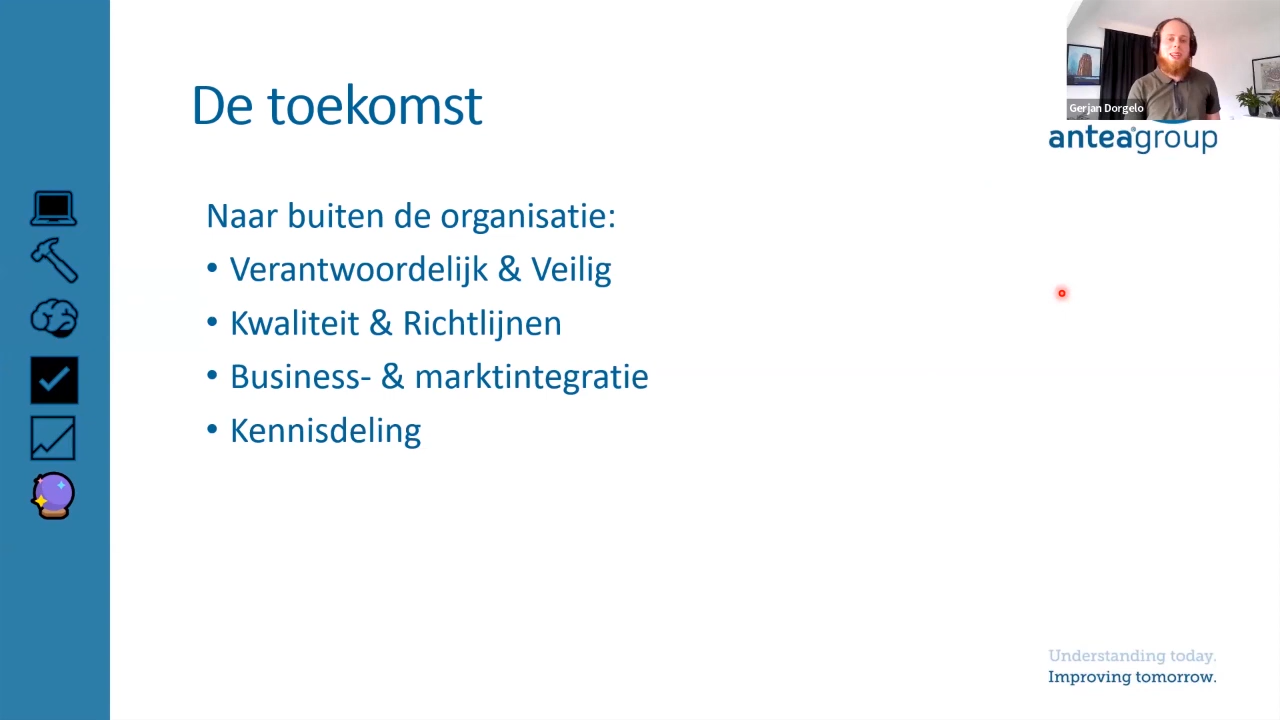 Gerjan Dorgelo
anteagroup
De toekomst
Naar buiten de organisatie:
• Verantwoordelijk & Veilig
• Kwaliteit & Richtlijnen
• Business- & marktintegratie
• Kennisdeling
Understanding today.
Improving tomorrow.